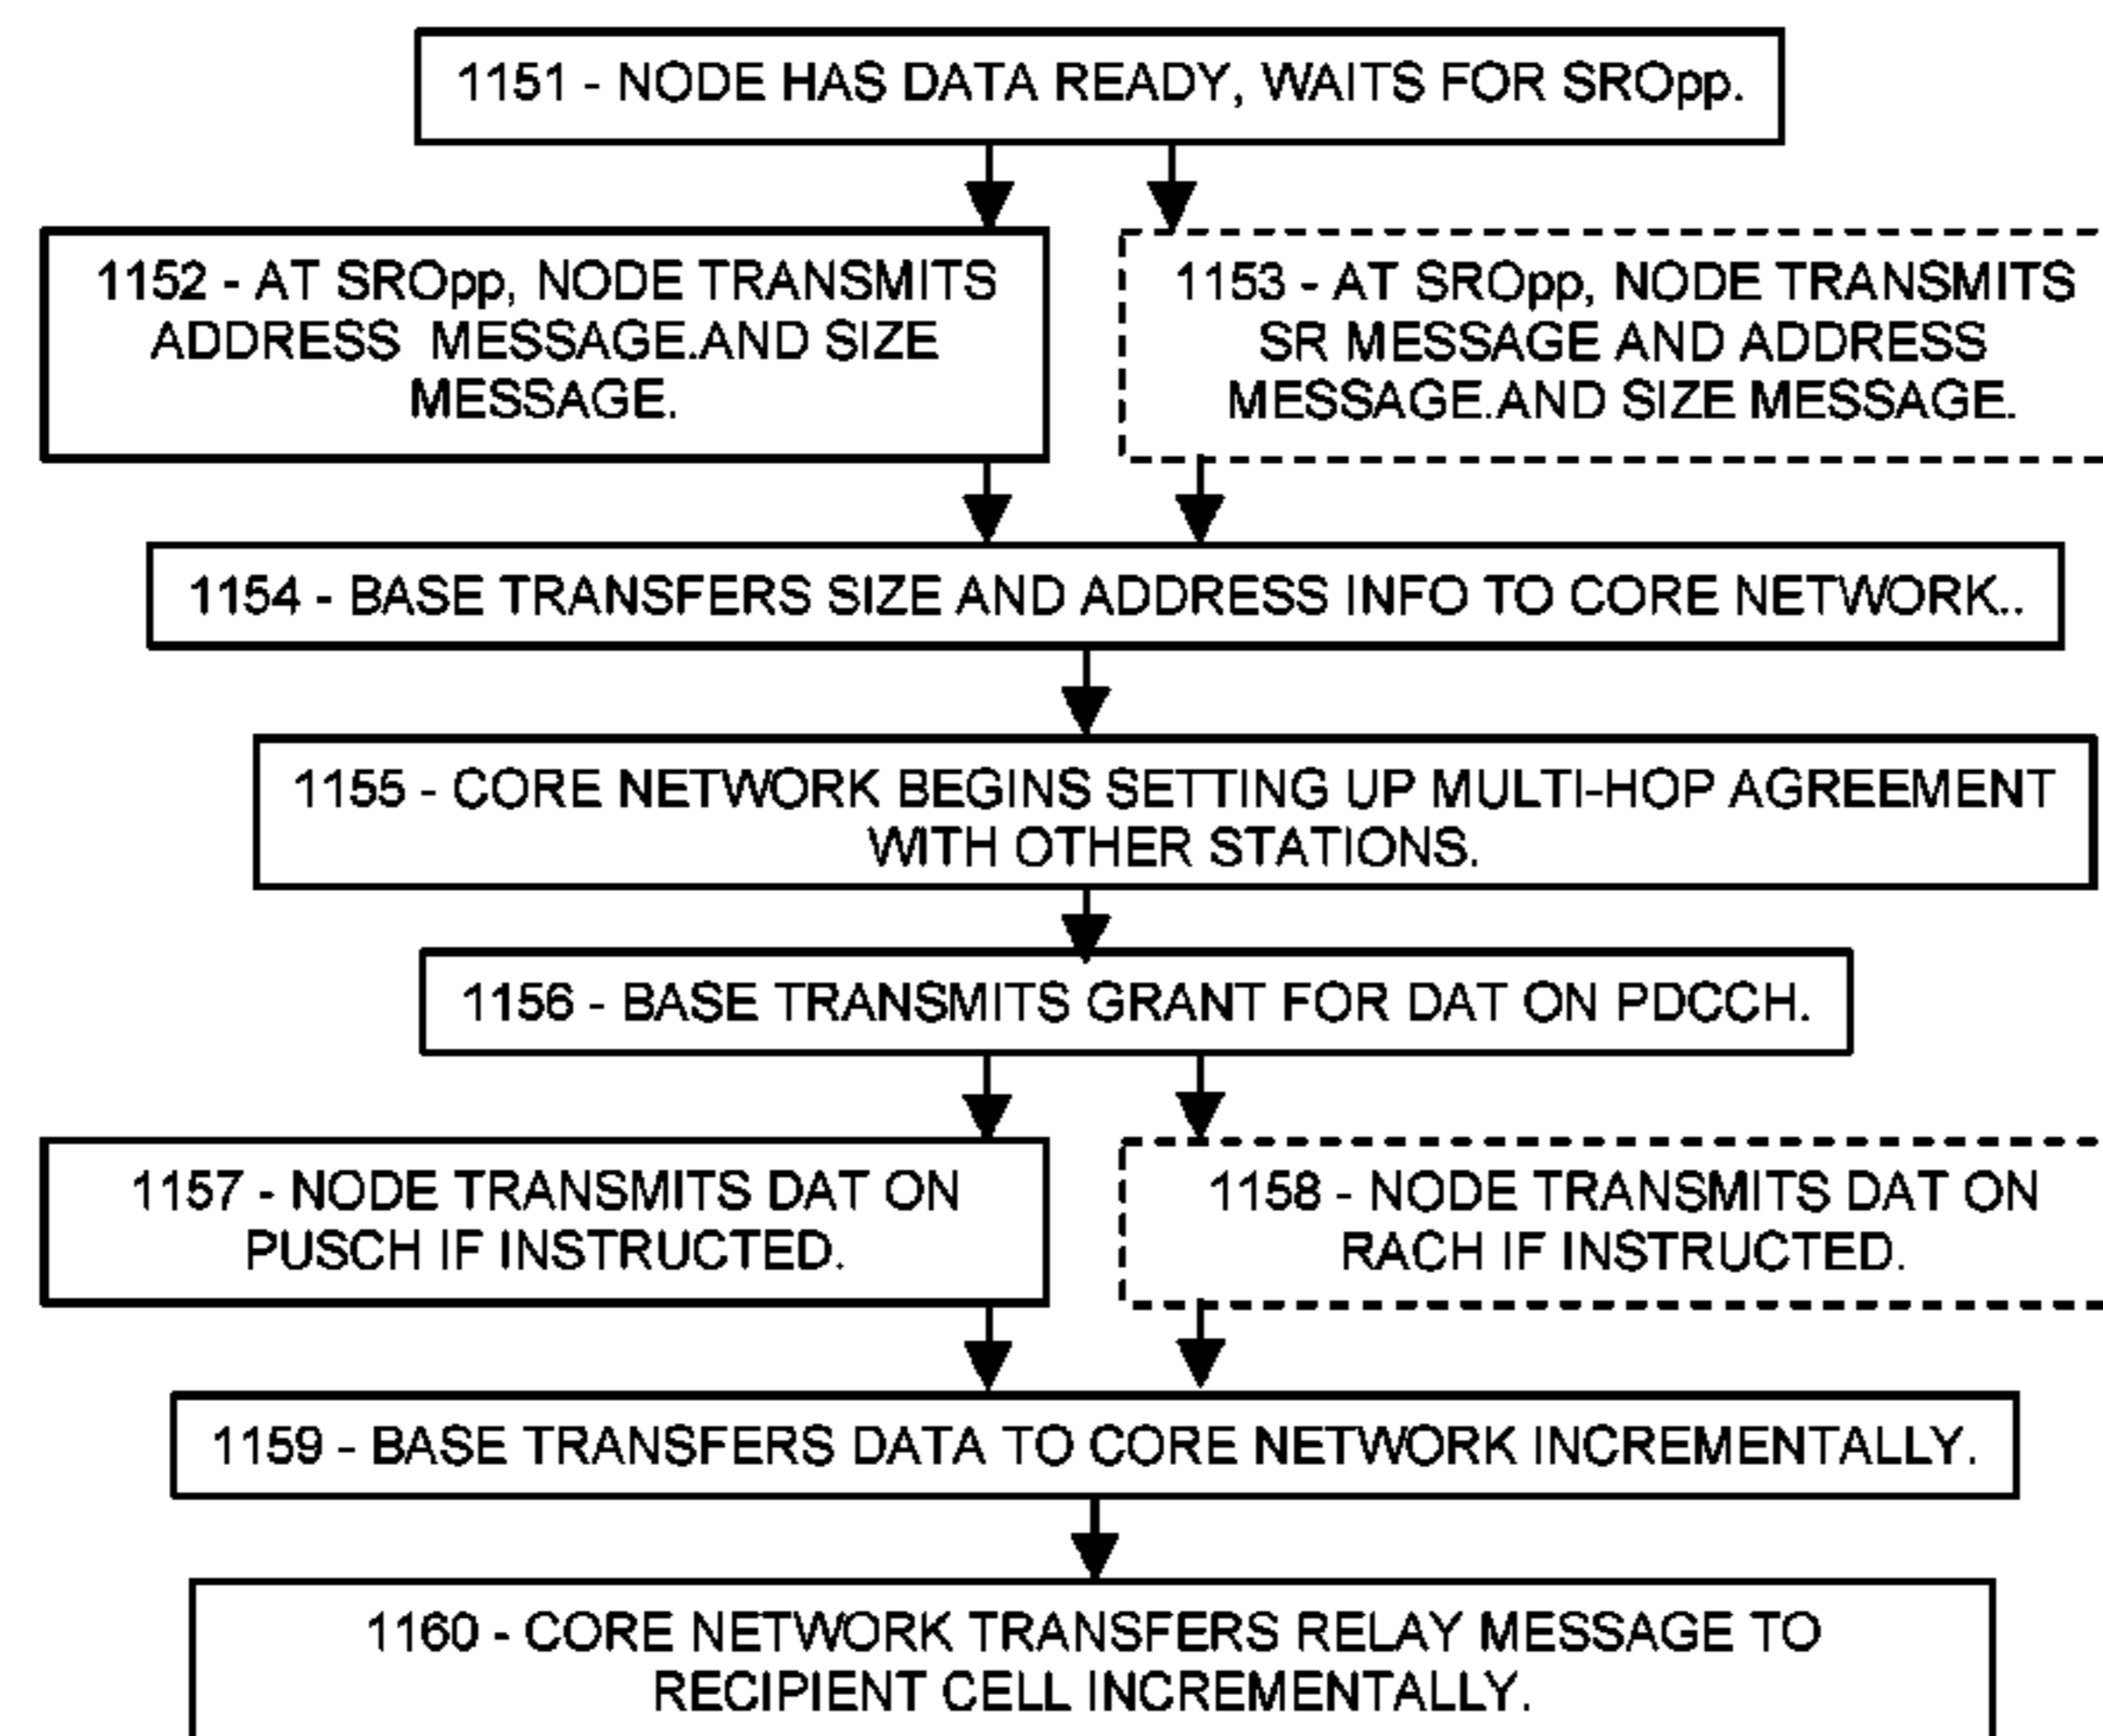 1151 - NODE HAS DATA READY, WAITS FOR SROpp.
1152 - AT SROpp, NODE TRANSMITS
ADDRESS  MESSAGE.AND SIZE
MESSAGE.
1153 - AT SROpp, NODE TRANSMITS
SR MESSAGE AND ADDRESS
MESSAGE.AND SIZE MESSAGE.
1154 - BASE TRANSFERS SIZE AND ADDRESS INFO TO CORE NETWORK..
1155 - CORE NETWORK BEGINS SETTING UP MULTI-HOP AGREEMENT
WITH OTHER STATIONS.
1156 - BASE TRANSMITS GRANT FOR DAT ON PDCCH.
1157 - NODE TRANSMITS DAT ON
PUSCH IF INSTRUCTED.
1158 - NODE TRANSMITS DAT ON
RACH IF INSTRUCTED.
1159 - BASE TRANSFERS DATA TO CORE NETWORK INCREMENTALLY.
1160 - CORE NETWORK TRANSFERS RELAY MESSAGE TO
RECIPIENT CELL INCREMENTALLY.